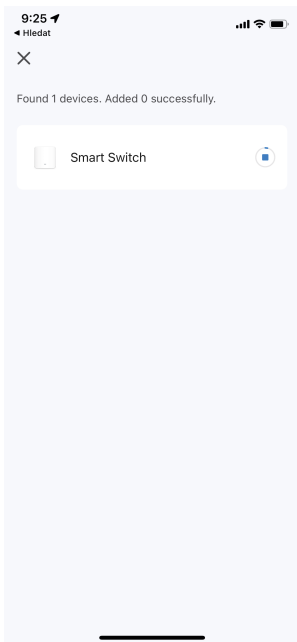 9:25
◀ Hledat
Found 1 devices. Added 0 successfully.
Smart Switch